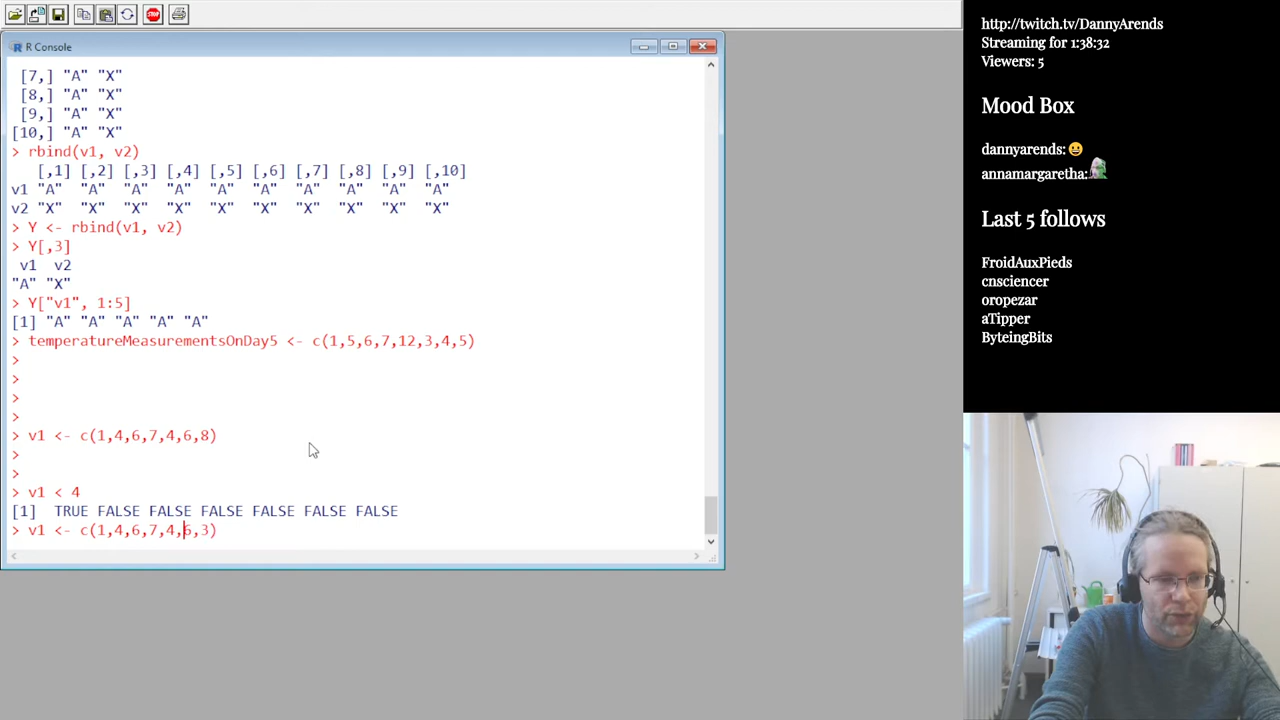 R Console
[7,] "A" "X"
[8,] "A" "X"
[9,] "A" "X"
[10,] "A" "X"
> rbind(v1, v2)
[,1] [,2] [,3] [,4] [,5] [,6] [,7] [,8] [,9] [,10]
v1 "A" "A" "A" "A" "A" "A" "A" "A" "A" "A"
v2 "X" "X" "X" "X" "X" "X" "X" "X" "X" "X"
> Y <- rbind(v1, v2)
> Y[,3]
v1 v2
"A" "X"
> Y["v1", 1:5]
[1] "A" "A" "A" "A" "A"
> temperatureMeasurementsOnDay5 <- c(1,5,6,7,12,3,4,5)
>
>
>
>
> v1 <- c(1,4,6,7,4,6,8)
>
>
> v1 < 4
[1] TRUE FALSE FALSE FALSE FALSE FALSE FALSE
> v1 <- c(1,4,6,7,4,6,3)
STOP
http://twitch.tv/DannyArends
Streaming for 1:38:32
Viewers: 5
Mood Box
dannyarends:
annamargaretha:
Last 5 follows
FroidAuxPieds
cnsciencer
oropezar
aTipper
ByteingBits